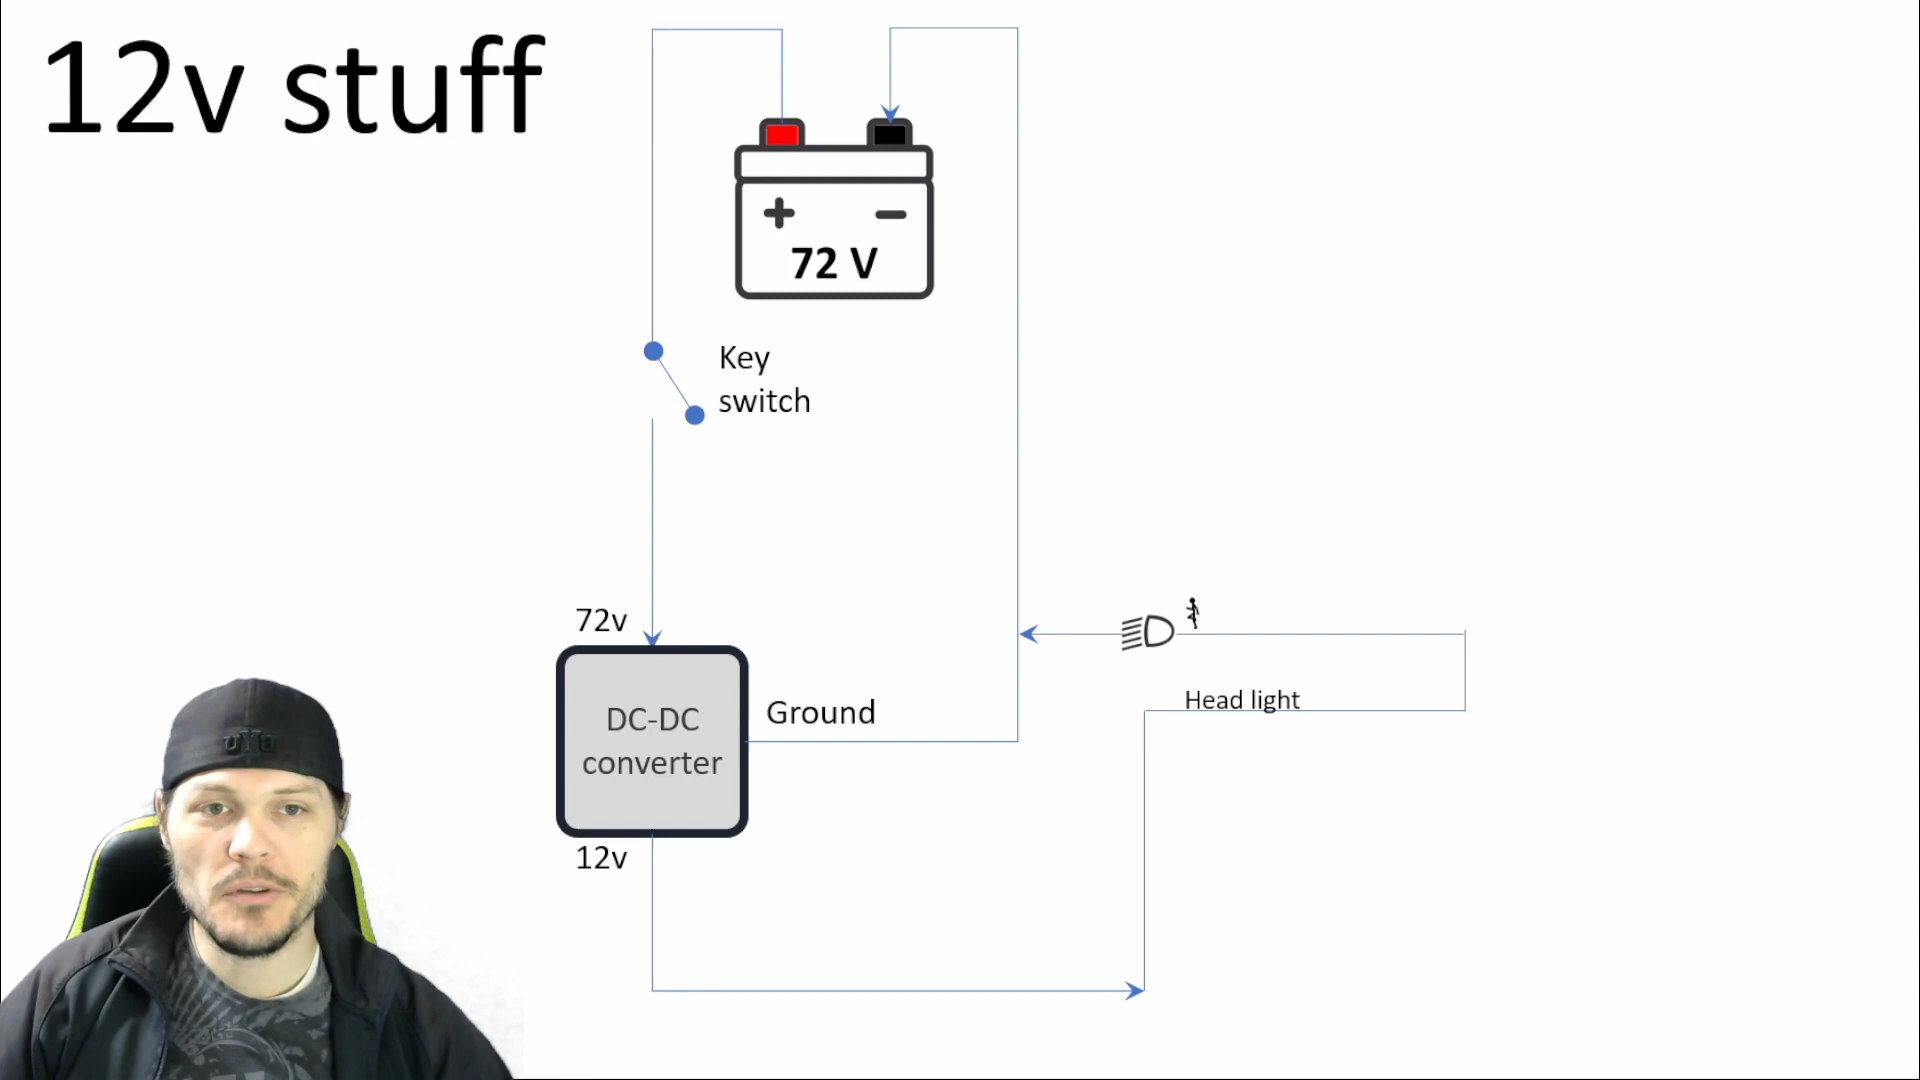 12v stuff
+ −
72 V
Key
switch
72v
DC-DC
converter
Ground
Head light
12v